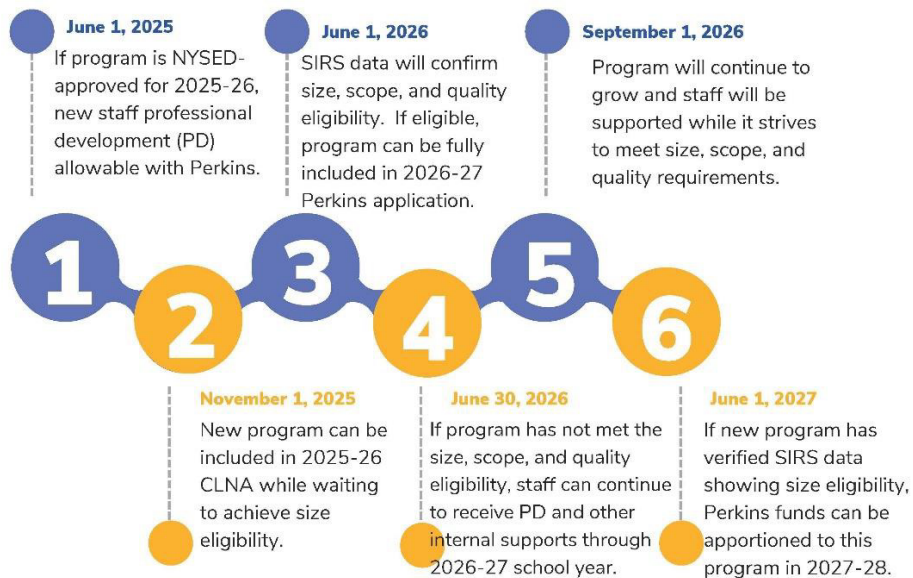 June 1, 2025
If program is NYSED-
approved for 2025-26,
new staff professional
development (PD)
allowable with Perkins.
June 1, 2026
SIRS data will confirm
size, scope, and quality
eligibility. If eligible,
program can be fully
included in 2026-27
Perkins application.
September 1, 2026
Program will continue to
grow and staff will be
supported while it strives
to meet size, scope, and
quality requirements.
1
2
3
4
5
6
November 1, 2025
New program can be
included in 2025-26
CLNA while waiting
to achieve size
eligibility.
June 30, 2026
If program has not met the
size, scope, and quality
eligibility, staff can continue
to receive PD and other
internal supports through
2026-27 school year.
June 1, 2027
If new program has
verified SIRS data
showing size eligibility,
Perkins funds can be
apportioned to this
program in 2027-28.